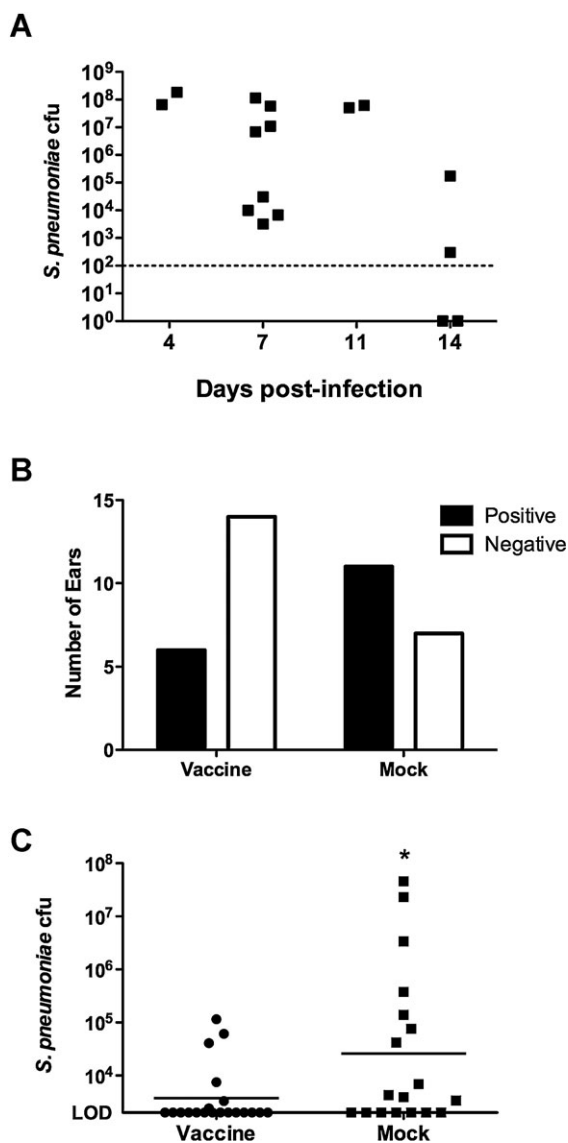 A
S. pneumoniae cfu
10⁹
10⁸
10⁷
10⁶
10⁵
10⁴
10³
10²
10¹
10⁰
4 7 11 14
Days post-infection
B
Number of Ears
15
10
5
0
Positive
Negative
Vaccine Mock
C
S. pneumoniae cfu
10⁸
10⁷
10⁶
10⁵
10⁴
LOD
*
Vaccine Mock